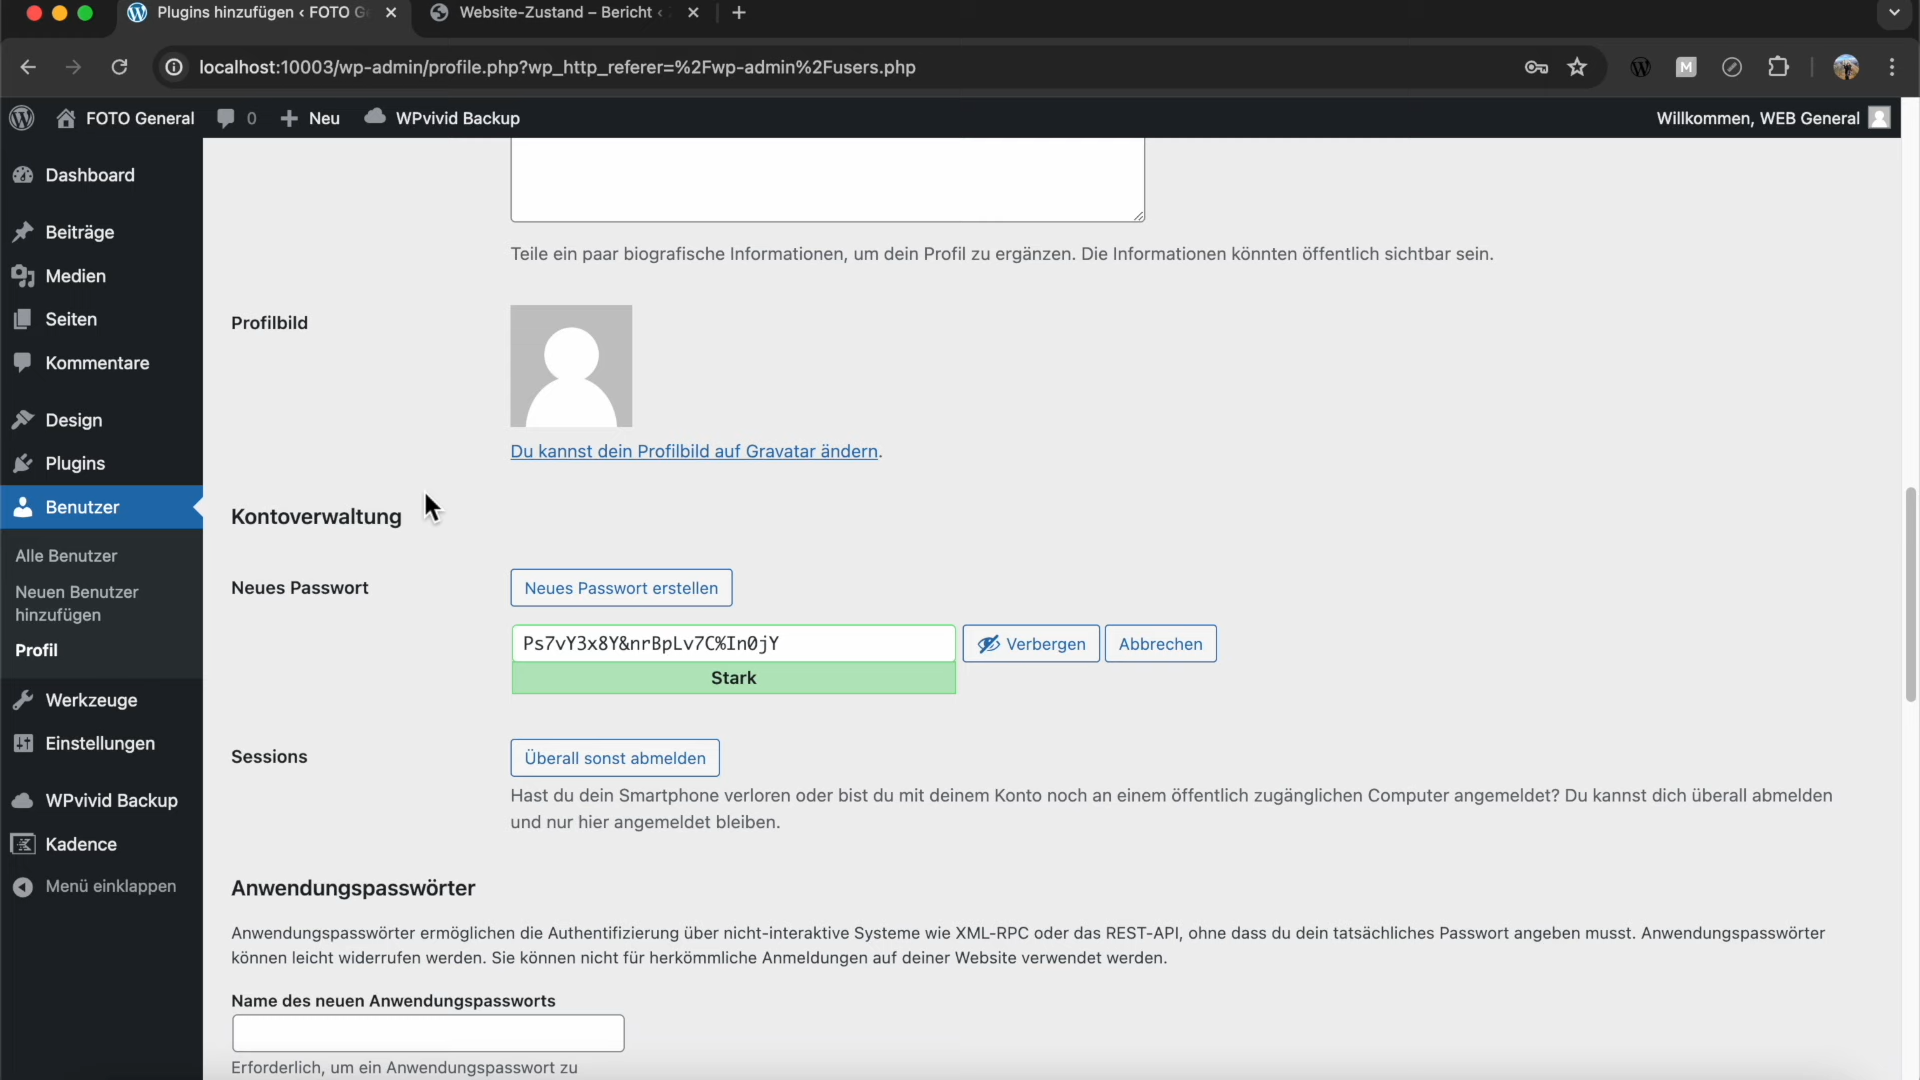 Plugins hinzufügen ‹ FOTO G
Website-Zustand – Bericht ‹
localhost:10003/wp-admin/profile.php?wp_http_referer=%2Fwp-admin%2Fusers.php
M
FOTO General
0
Neu
WPvivid Backup
Willkommen, WEB General
Dashboard
Beiträge
Medien
Seiten
Kommentare
Design
Plugins
Benutzer
Alle Benutzer
Neuen Benutzer
hinzufügen
Profil
Werkzeuge
Einstellungen
WPvivid Backup
Kadence
Menü einklappen
Teile ein paar biografische Informationen, um dein Profil zu ergänzen. Die Informationen könnten öffentlich sichtbar sein.
Profilbild
Du kannst dein Profilbild auf Gravatar ändern.
Kontoverwaltung
Neues Passwort
Neues Passwort erstellen
Ps7vY3x8Y&nrBpLv7C%In0jY
Verbergen
Abbrechen
Stark
Sessions
Überall sonst abmelden
Hast du dein Smartphone verloren oder bist du mit deinem Konto noch an einem öffentlich zugänglichen Computer angemeldet? Du kannst dich überall abmelden
und nur hier angemeldet bleiben.
Anwendungspasswörter
Anwendungspasswörter ermöglichen die Authentifizierung über nicht-interaktive Systeme wie XML-RPC oder das REST-API, ohne dass du dein tatsächliches Passwort angeben musst. Anwendungspasswörter
können leicht widerrufen werden. Sie können nicht für herkömmliche Anmeldungen auf deiner Website verwendet werden.
Name des neuen Anwendungspassworts
Erforderlich, um ein Anwendungspasswort zu